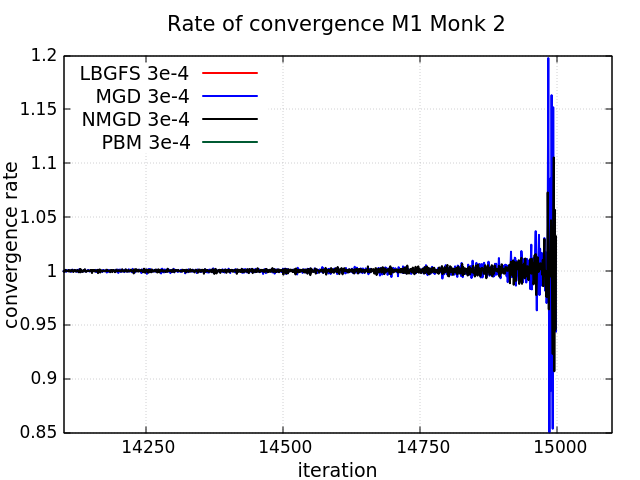 Rate of convergence M1 Monk 2
LBGFS 3e-4
MGD 3e-4
NMGD 3e-4
PBM 3e-4
convergence rate
1.2
1.15
1.1
1.05
1
0.95
0.9
0.85
14250 14500 14750 15000
iteration